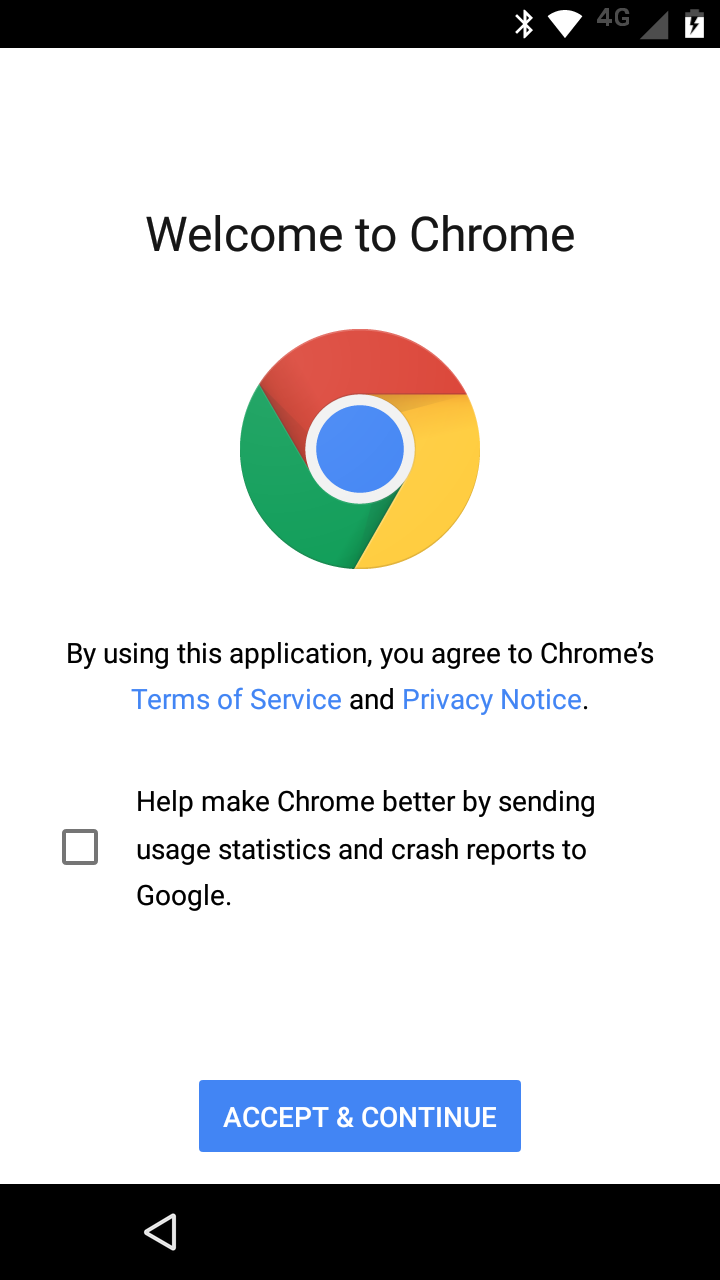 4G
Welcome to Chrome
By using this application, you agree to Chrome's
Terms of Service and Privacy Notice.
Help make Chrome better by sending
usage statistics and crash reports to
Google.
ACCEPT & CONTINUE